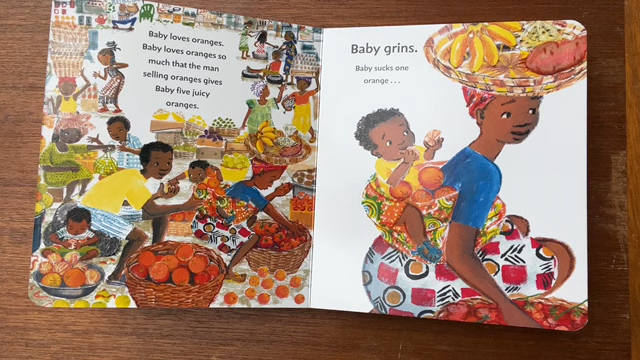 Baby loves oranges.
Baby loves oranges so
much that the man
selling oranges gives
Baby five juicy
oranges.
Baby grins.
Baby sucks one
orange . . .